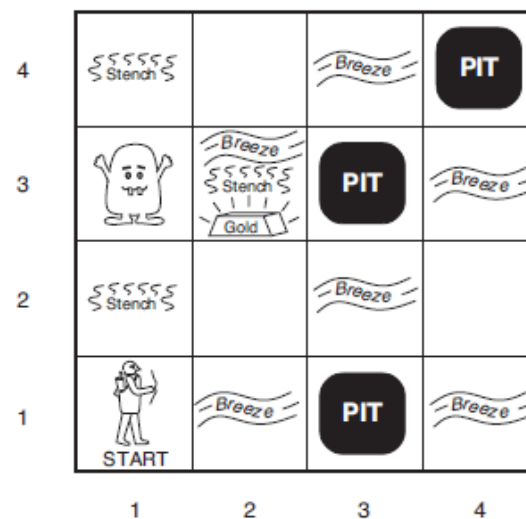 4 Stench Breeze PIT
3 Breeze Stench Gold PIT Breeze
2 Stench Breeze
1 START Breeze PIT Breeze
1 2 3 4